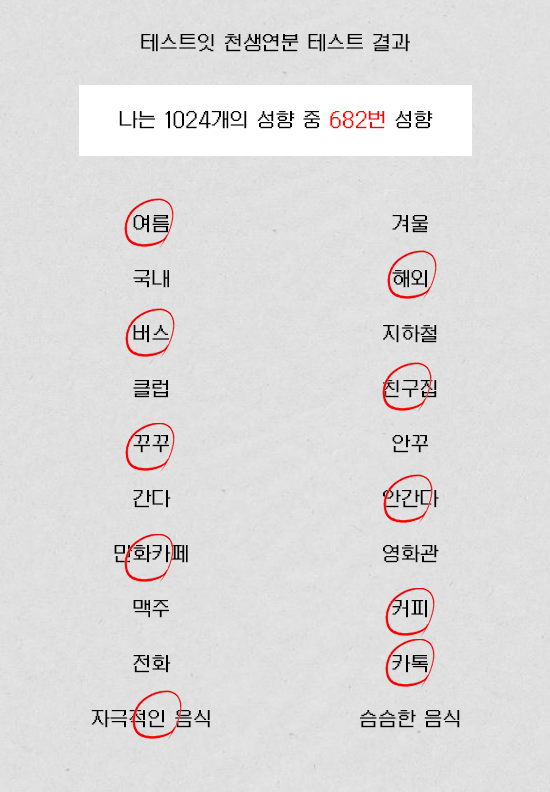 테스트잇 천생연분 테스트 결과
나는 1024개의 성향 중 682번 성향
여름 겨울
국내 해외
버스 지하철
클럽 친구집
꾸꾸 안꾸
간다 안간다
만화카페 영화관
맥주 커피
전화 카톡
자극적인 음식 슴슴한 음식